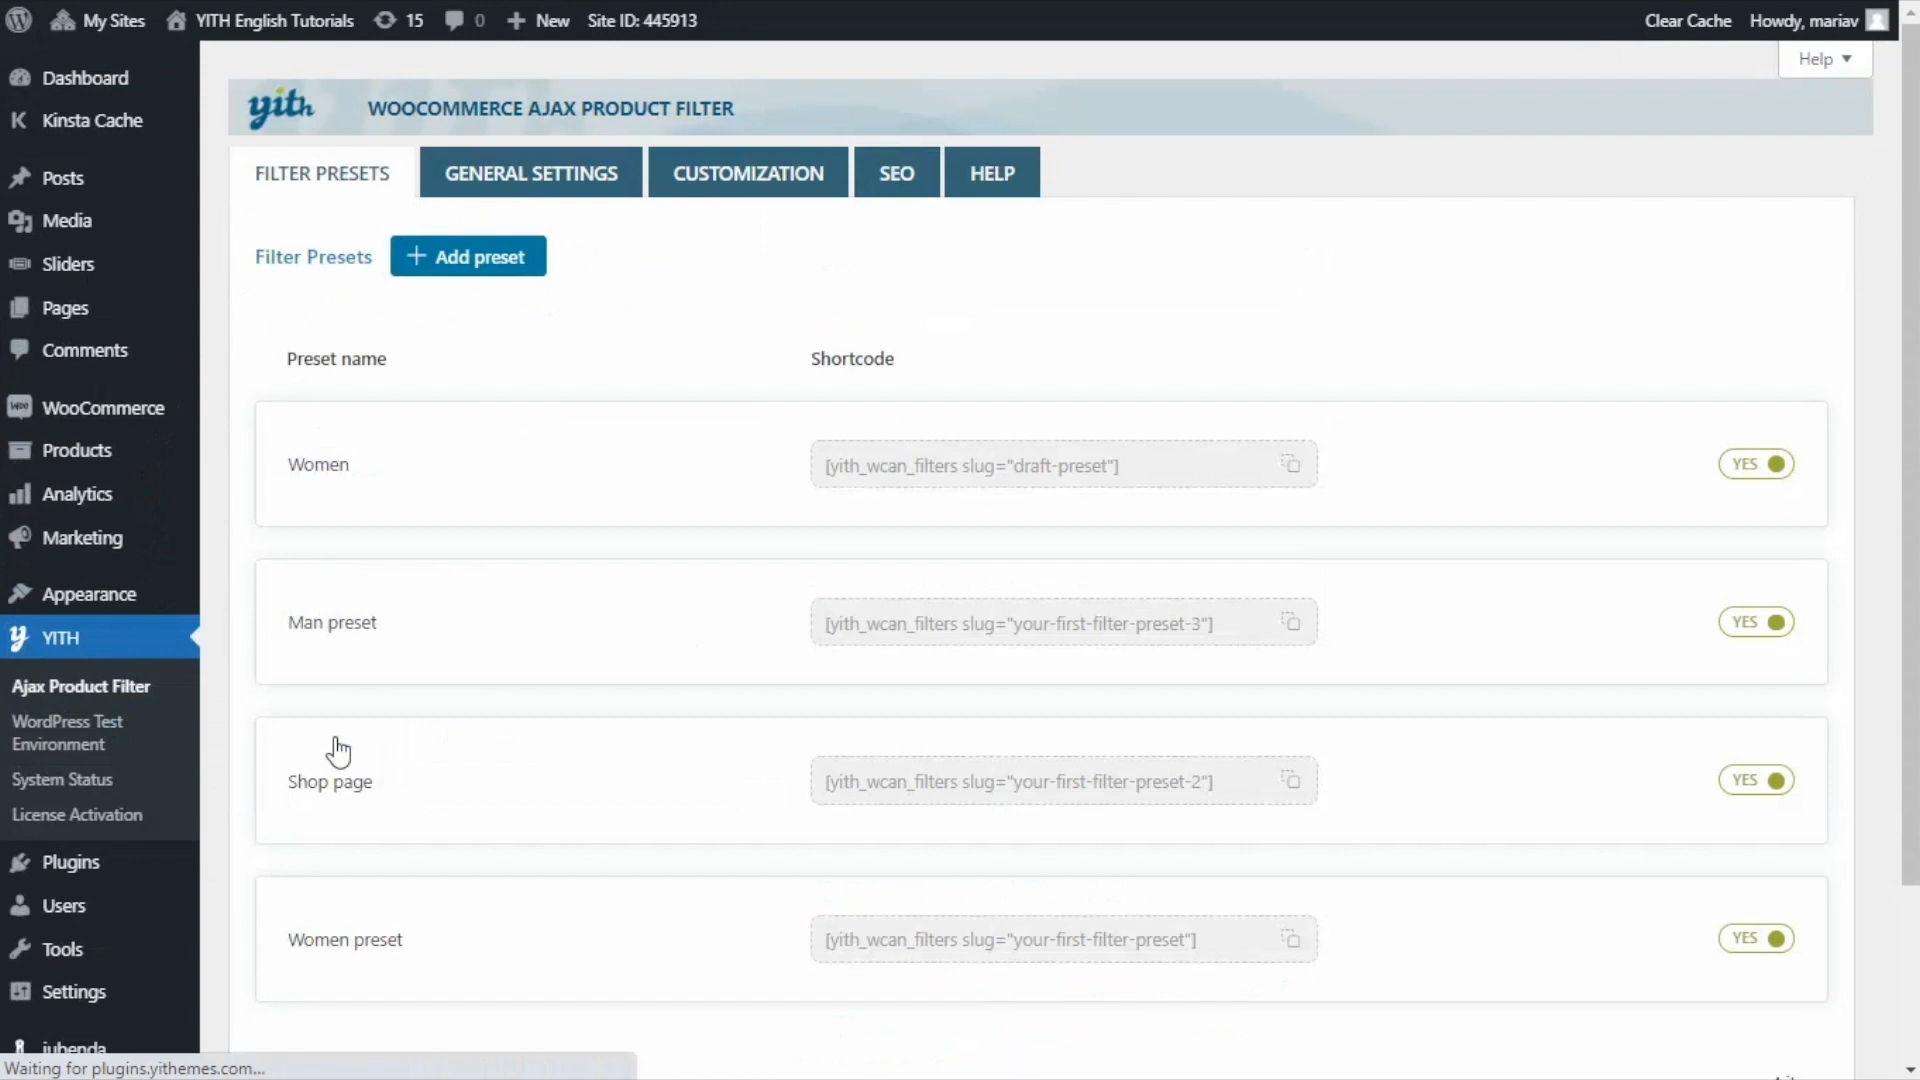 My Sites
YITH English Tutorials
15
0
New
Site ID: 445913
Clear Cache
Howdy, mariav
Help
Dashboard
Kinsta Cache
Posts
Media
Sliders
Pages
Comments
WooCommerce
Products
Analytics
Marketing
Appearance
YITH
Ajax Product Filter
WordPress Test
Environment
System Status
License Activation
Plugins
Users
Tools
Settings
iubenda
yith
WOOCOMMERCE AJAX PRODUCT FILTER
FILTER PRESETS
GENERAL SETTINGS
CUSTOMIZATION
SEO
HELP
Filter Presets
Add preset
Preset name
Shortcode
Women
[yith_wcan_filters slug="draft-preset"]
YES
Man preset
[yith_wcan_filters slug="your-first-filter-preset-3"]
YES
Shop page
[yith_wcan_filters slug="your-first-filter-preset-2"]
YES
Women preset
[yith_wcan_filters slug="your-first-filter-preset"]
YES
Waiting for plugins.yithemes.com...